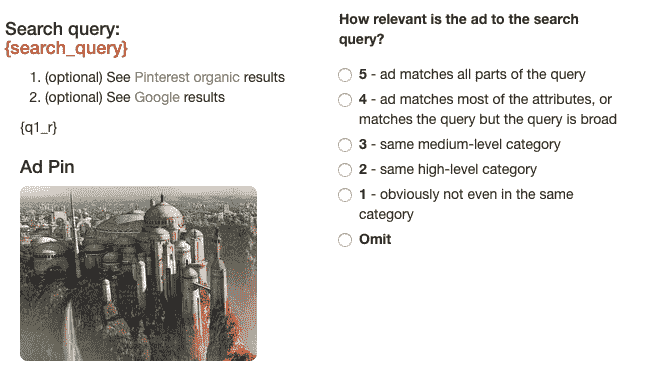 Search query:
{search_query}
1. (optional) See Pinterest organic results
2. (optional) See Google results
{q1_r}
Ad Pin
How relevant is the ad to the search
query?
5 - ad matches all parts of the query
4 - ad matches most of the attributes, or
matches the query but the query is broad
3 - same medium-level category
2 - same high-level category
1 - obviously not even in the same
category
Omit